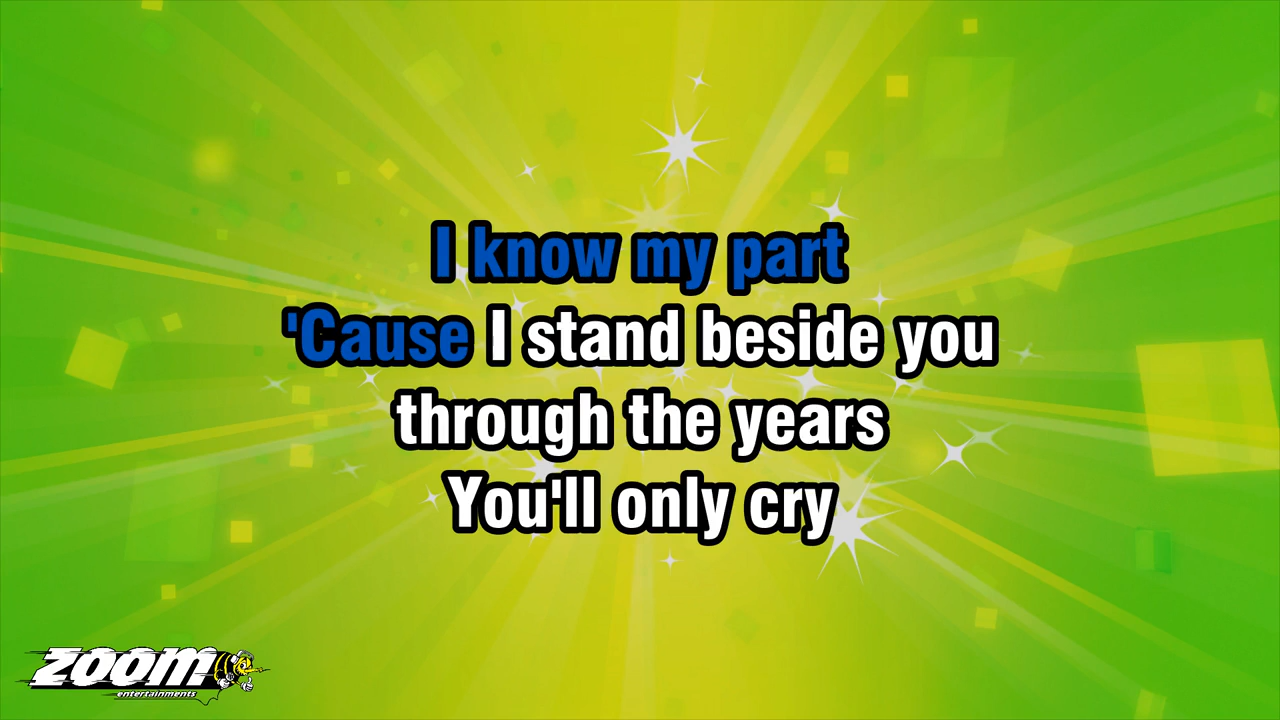 I know my part
'Cause I stand beside you
through the years
You'll only cry
zoom
entertainments